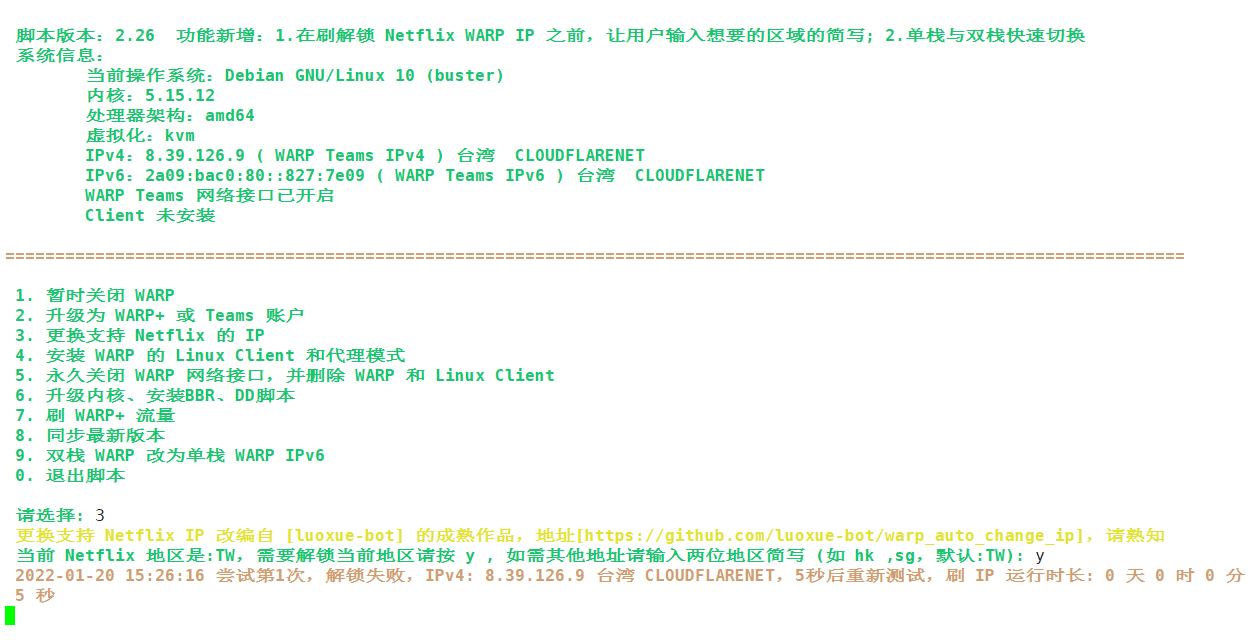 脚本版本：2.26 功能新增：1.在刷解锁 Netflix WARP IP 之前，让用户输入想要的区域的简写; 2.单栈与双栈快速切换
系统信息：
当前操作系统：Debian GNU/Linux 10 (buster)
内核：5.15.12
处理器架构：amd64
虚拟化：kvm
IPv4：8.39.126.9 ( WARP Teams IPv4 ) 台湾 CLOUDFLARENET
IPv6：2a09:bac0:80::827:7e09 ( WARP Teams IPv6 ) 台湾 CLOUDFLARENET
WARP Teams 网络接口已开启
Client 未安装
======================================================================================================================
1. 暂时关闭 WARP
2. 升级为 WARP+ 或 Teams 账户
3. 更换支持 Netflix 的 IP
4. 安装 WARP 的 Linux Client 和代理模式
5. 永久关闭 WARP 网络接口，并删除 WARP 和 Linux Client
6. 升级内核、安装BBR、DD脚本
7. 刷 WARP+ 流量
8. 同步最新版本
9. 双栈 WARP 改为单栈 WARP IPv6
0. 退出脚本
请选择: 3
更换支持 Netflix IP 改编自 [luoxue-bot] 的成熟作品，地址[https://github.com/luoxue-bot/warp_auto_change_ip]，请熟知
当前 Netflix 地区是:TW，需要解锁当前地区请按 y , 如需其他地址请输入两位地区简写 (如 hk ,sg，默认:TW): y
2022-01-20 15:26:16 尝试第1次，解锁失败，IPv4: 8.39.126.9 台湾 CLOUDFLARENET，5秒后重新测试，刷 IP 运行时长: 0 天 0 时 0 分
5 秒